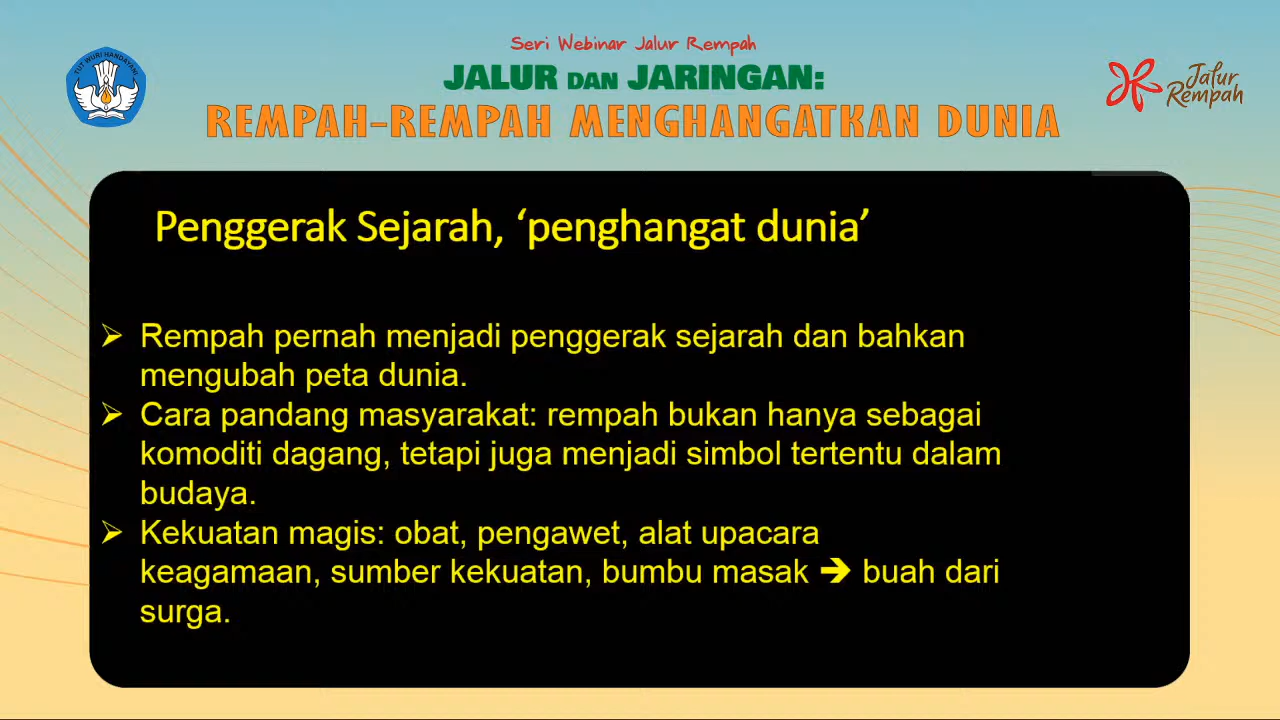 Seri Webinar Jalur Rempah
JALUR DAN JARINGAN:
REMPAH-REMPAH MENGHANGATKAN DUNIA
TUT WURI HANDAYANI
Jalur
Rempah
Penggerak Sejarah, ‘penghangat dunia’
➢ Rempah pernah menjadi penggerak sejarah dan bahkan
mengubah peta dunia.
➢ Cara pandang masyarakat: rempah bukan hanya sebagai
komoditi dagang, tetapi juga menjadi simbol tertentu dalam
budaya.
➢ Kekuatan magis: obat, pengawet, alat upacara
keagamaan, sumber kekuatan, bumbu masak ➔ buah dari
surga.